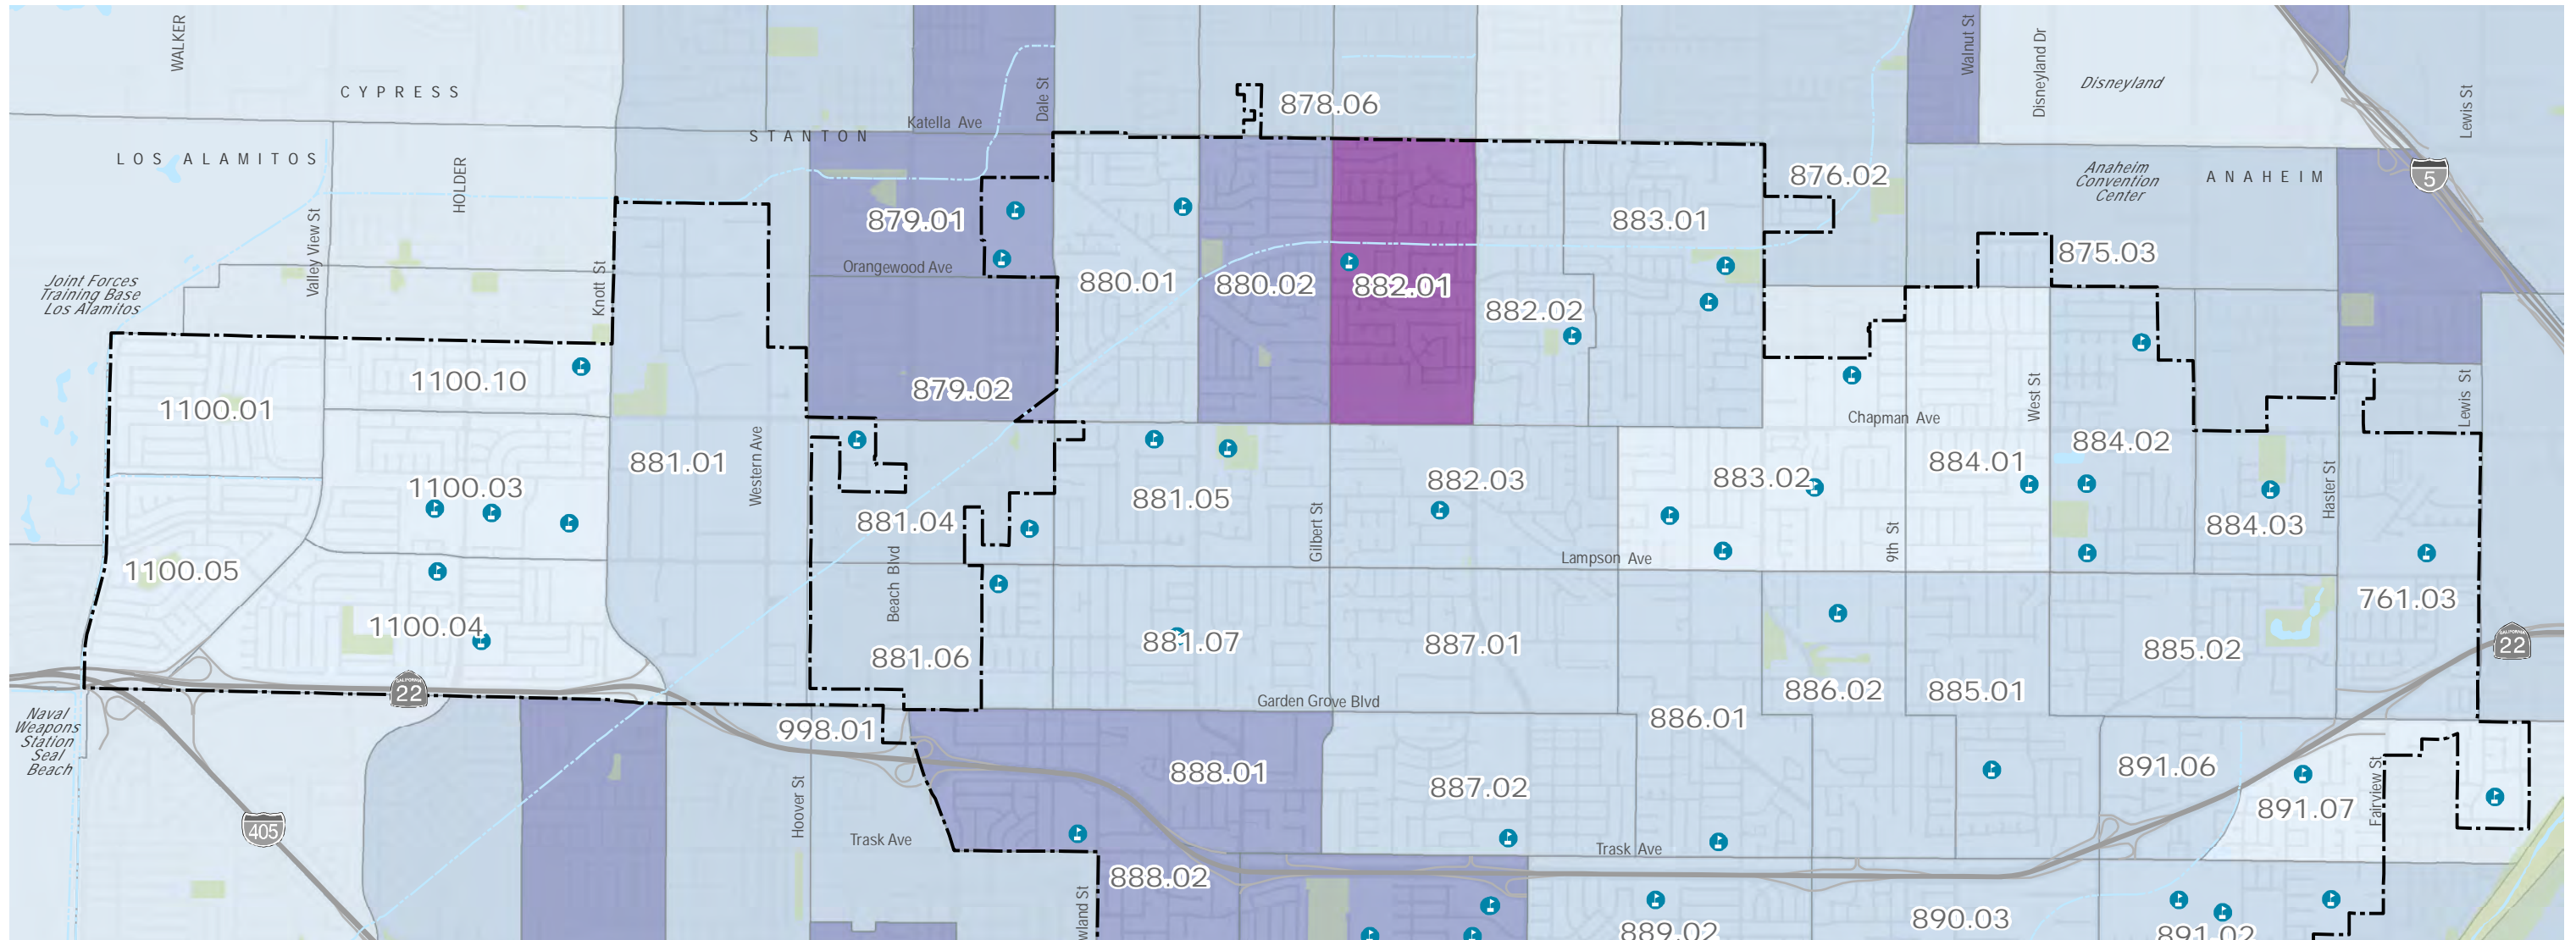 WALKER
CYPRESS
Katella Ave
Dale St
878.06
Walnut St
Disneyland Dr
Disneyland
Lewis St
STANTON
LOS ALAMITOS
HOLDER
876.02
Anaheim
Convention
Center
ANAHEIM
5
Valley View St
Knott St
879.01
Orangewood Ave
880.01
880.02
882.01
882.02
883.01
875.03
Joint Forces
Training Base
Los Alamitos
1100.01
1100.10
879.02
Chapman Ave
West St
Lewis St
1100.03
881.01
Western Ave
881.04
881.05
Gilbert St
882.03
883.02
884.01
884.02
884.03
Haster St
1100.05
Beach Blvd
Lampson Ave
9th St
761.03
1100.04
881.06
881.07
887.01
886.02
885.01
885.02
22
22
Naval
Weapons
Station
Seal
Beach
998.01
Garden Grove Blvd
886.01
405
Hoover St
Trask Ave
888.01
887.02
891.06
891.07
Fairview St
Trask Ave
888.02
wland St
889.02
890.03
891.02